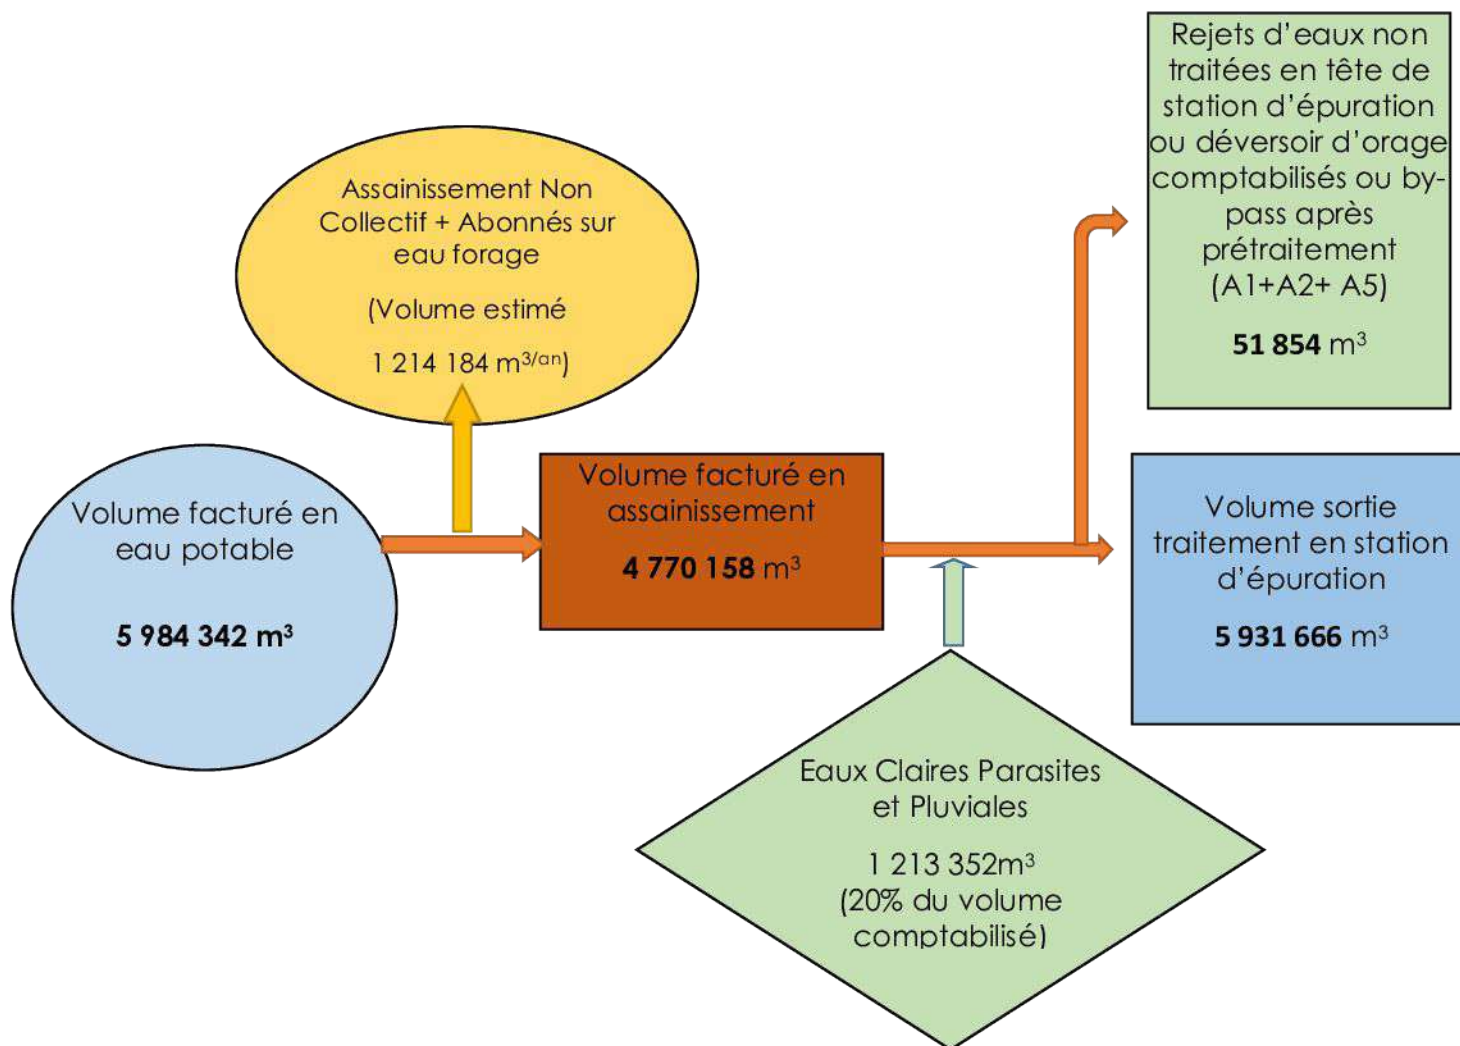 Rejets d’eaux non
traitées en tête de
station d’épuration
ou déversoir d’orage
comptabilisés ou by-
pass après
prétraitement
(A1+A2+ A5)
51 854 m³
Assainissement Non
Collectif + Abonnés sur
eau forage
(Volume estimé
1 214 184 m³/ᵃⁿ)
Volume facturé en
eau potable
5 984 342 m³
Volume facturé en
assainissement
4 770 158 m³
Volume sortie
traitement en station
d’épuration
5 931 666 m³
Eaux Claires Parasites
et Pluviales
1 213 352m³
(20% du volume
comptabilisé)